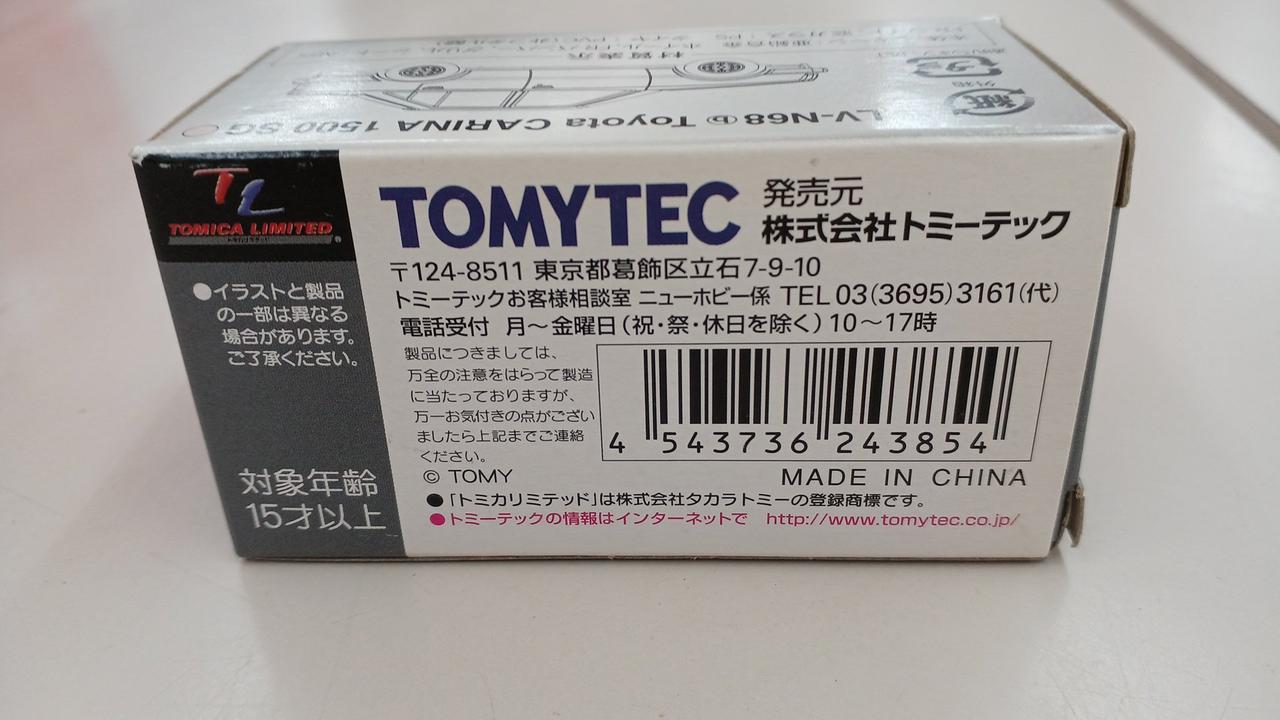 LV-N68 ⓑ Toyota CARINA 1500 SG
材質表示
紙
外箱
プラ
TL
TOMICA LIMITED
●イラストと製品
の一部は異なる
場合があります。
ご了承ください。
対象年齢
15才以上
TOMYTEC 発売元
株式会社トミーテック
〒124-8511 東京都葛飾区立石7-9-10
トミーテックお客様相談室 ニューホビー係 TEL 03(3695)3161(代)
電話受付 月～金曜日(祝・祭・休日を除く)10～17時
製品につきましては、
万全の注意をはらって製造
に当たっておりますが、
万一お気付きの点がござい
ましたら上記までご連絡
ください。
4 543736 243854
© TOMY MADE IN CHINA
●「トミカリミテッド」は株式会社タカラトミーの登録商標です。
●トミーテックの情報はインターネットで http://www.tomytec.co.jp/